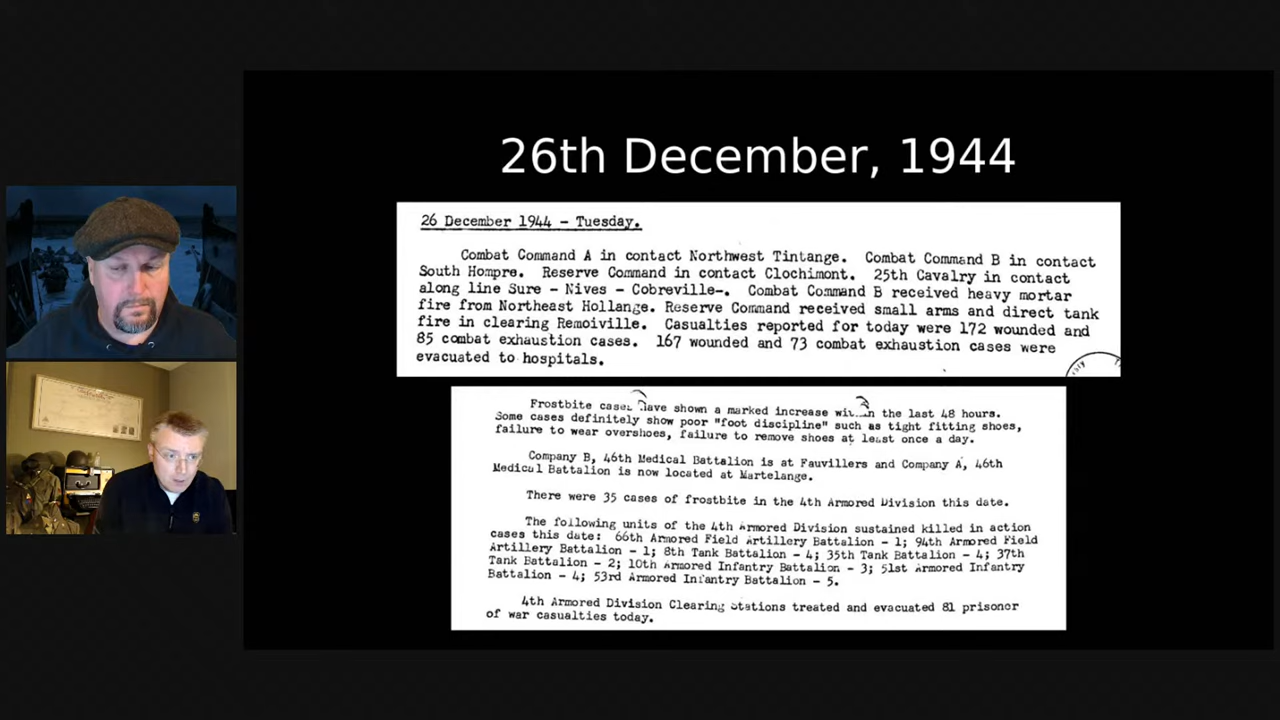 26th December, 1944
26 December 1944 - Tuesday.
Combat Command A in contact Northwest Tintange. Combat Command B in contact
South Hompre. Reserve Command in contact Clochimont. 25th Cavalry in contact
along line Sure - Nives - Cobreville-. Combat Command B received heavy mortar
fire from Northeast Hollange. Reserve Command received small arms and direct tank
fire in clearing Remoiville. Casualties reported for today were 172 wounded and
85 combat exhaustion cases. 167 wounded and 73 combat exhaustion cases were
evacuated to hospitals.
Frostbite cases have shown a marked increase within the last 48 hours.
Some cases definitely show poor "foot discipline" such as tight fitting shoes,
failure to wear overshoes, failure to remove shoes at least once a day.
Company B, 46th Medical Battalion is at Fauvillers and Company A, 46th
Medical Battalion is now located at Martelange.
There were 35 cases of frostbite in the 4th Armored Division this date.
The following units of the 4th Armored Division sustained killed in action
cases this date: 66th Armored Field Artillery Battalion - 1; 94th Armored Field
Artillery Battalion - 1; 8th Tank Battalion - 4; 35th Tank Battalion - 4; 37th
Tank Battalion - 2; 10th Armored Infantry Battalion - 3; 51st Armored Infantry
Battalion - 4; 53rd Armored Infantry Battalion - 5.
4th Armored Division Clearing Stations treated and evacuated 81 prisoner
of war casualties today.